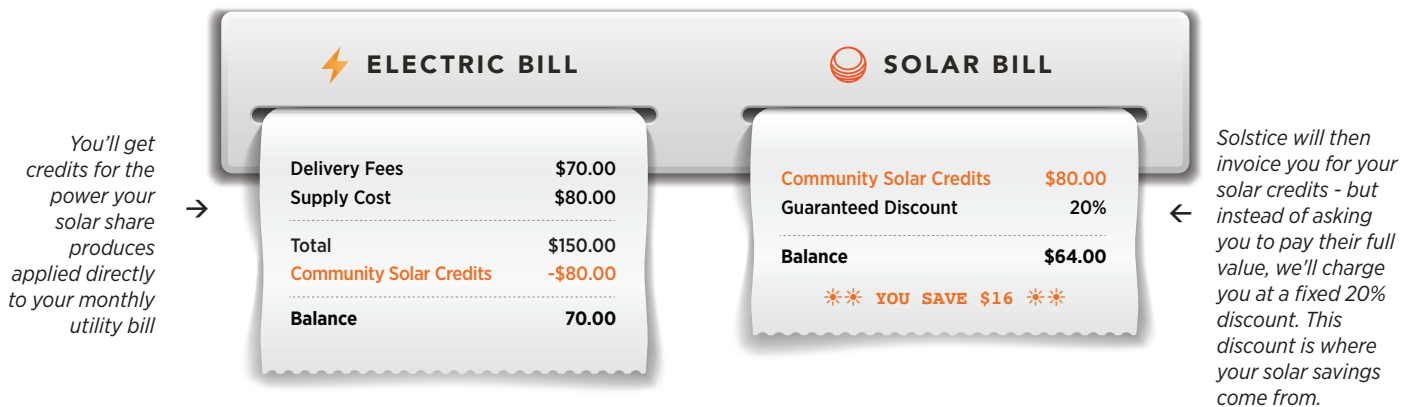 ELECTRIC BILL
SOLAR BILL
You’ll get
credits for the
power your
solar share
produces
applied directly
to your monthly
utility bill
→
Delivery Fees $70.00
Supply Cost $80.00
Total $150.00
Community Solar Credits -$80.00
Balance 70.00
Community Solar Credits $80.00
Guaranteed Discount 20%
Balance $64.00
☀☀ YOU SAVE $16 ☀☀
←
Solstice will then
invoice you for your
solar credits - but
instead of asking
you to pay their full
value, we’ll charge
you at a fixed 20%
discount. This
discount is where
your solar savings
come from.